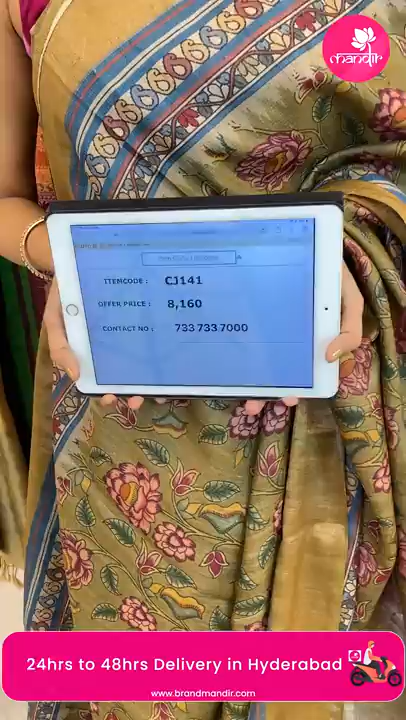 mandir
ITEMCODE : CJ141
OFFER PRICE : 8,160
CONTACT NO : 733 733 7000
24hrs to 48hrs Delivery in Hyderabad
www.brandmandir.com